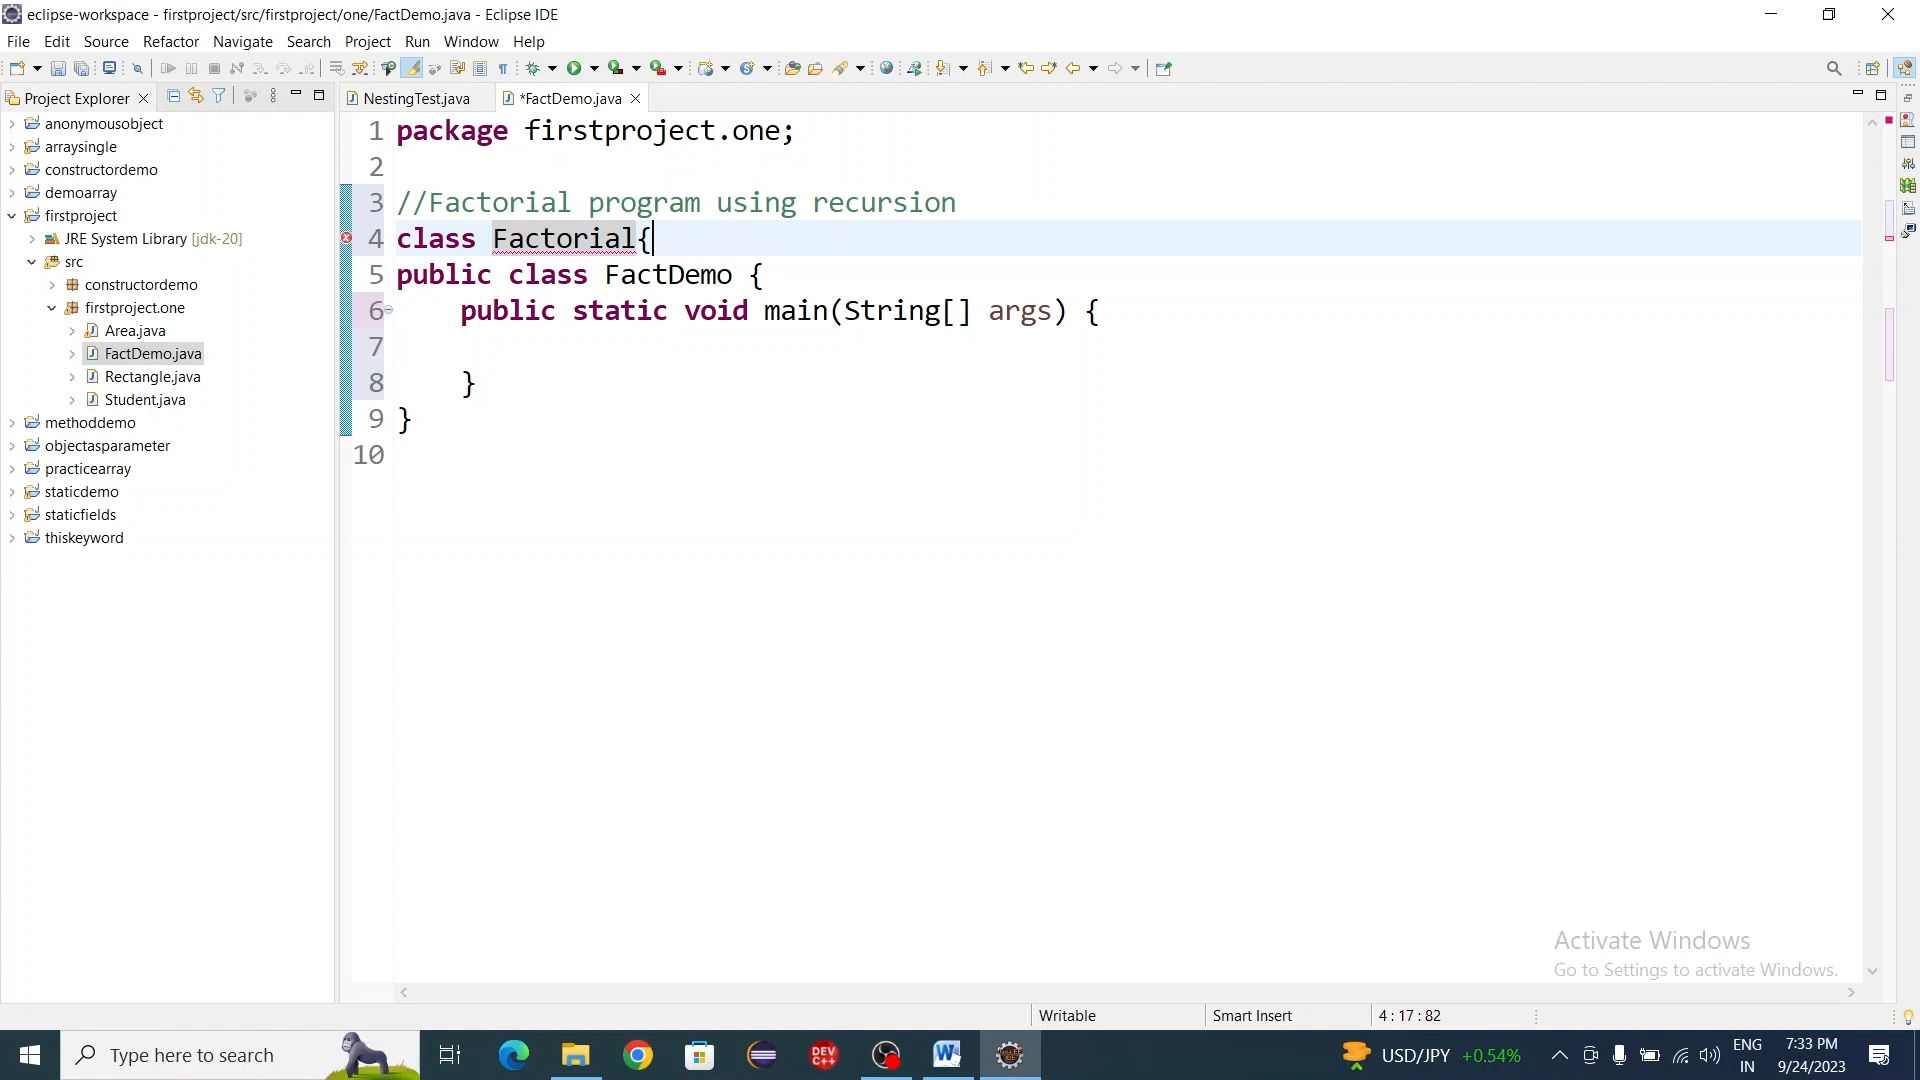 eclipse-workspace - firstproject/src/firstproject/one/FactDemo.java - Eclipse IDE
File Edit Source Refactor Navigate Search Project Run Window Help
Project Explorer
anonymousobject
arraysingle
constructordemo
demoarray
firstproject
JRE System Library [jdk-20]
src
constructordemo
firstproject.one
Area.java
FactDemo.java
Rectangle.java
Student.java
methoddemo
objectasparameter
practicearray
staticdemo
staticfields
thiskeyword
NestingTest.java *FactDemo.java
1 package firstproject.one;
2
3 //Factorial program using recursion
4 class Factorial{
5 public class FactDemo {
6 public static void main(String[] args) {
7
8 }
9 }
10
Activate Windows
Go to Settings to activate Windows.
Writable Smart Insert 4 : 17 : 82
Type here to search
DEV C++
USD/JPY +0.54%
ENG
IN
7:33 PM
9/24/2023